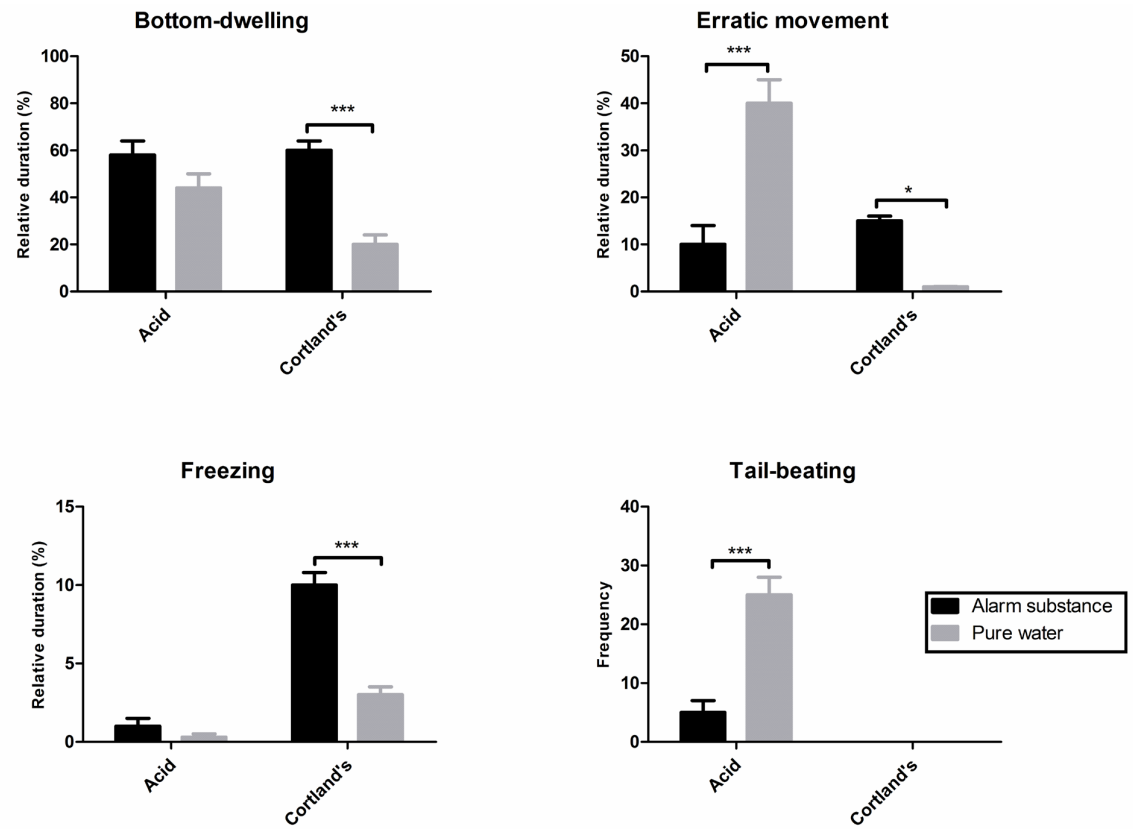 Bottom-dwelling
Relative duration (%)
100
80
60
40
20
0
***
Acid
Cortland's
Erratic movement
Relative duration (%)
50
40
30
20
10
0
***
*
Acid
Cortland's
Freezing
Relative duration (%)
15
10
5
0
***
Acid
Cortland's
Tail-beating
Frequency
40
30
20
10
0
***
Acid
Cortland's
Alarm substance
Pure water